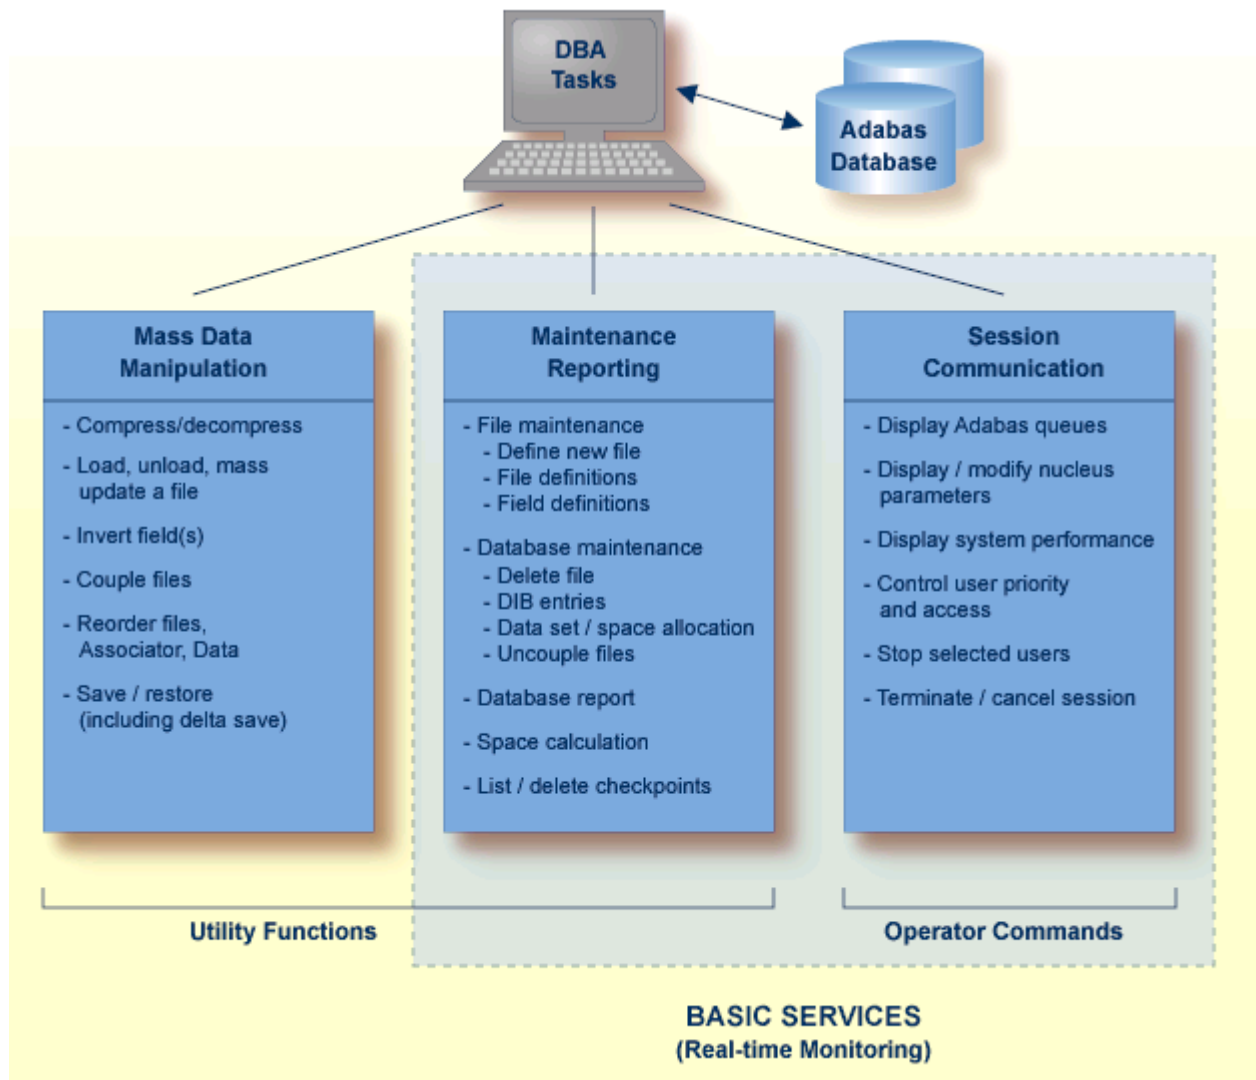 DBA
Tasks
Adabas
Database
Mass Data
Manipulation
- Compress/decompress
- Load, unload, mass
update a file
- Invert field(s)
- Couple files
- Reorder files,
Associator, Data
- Save / restore
(including delta save)
Maintenance
Reporting
- File maintenance
- Define new file
- File definitions
- Field definitions
- Database maintenance
- Delete file
- DIB entries
- Data set / space allocation
- Uncouple files
- Database report
- Space calculation
- List / delete checkpoints
Session
Communication
- Display Adabas queues
- Display / modify nucleus
parameters
- Display system performance
- Control user priority
and access
- Stop selected users
- Terminate / cancel session
Utility Functions
Operator Commands
BASIC SERVICES
(Real-time Monitoring)